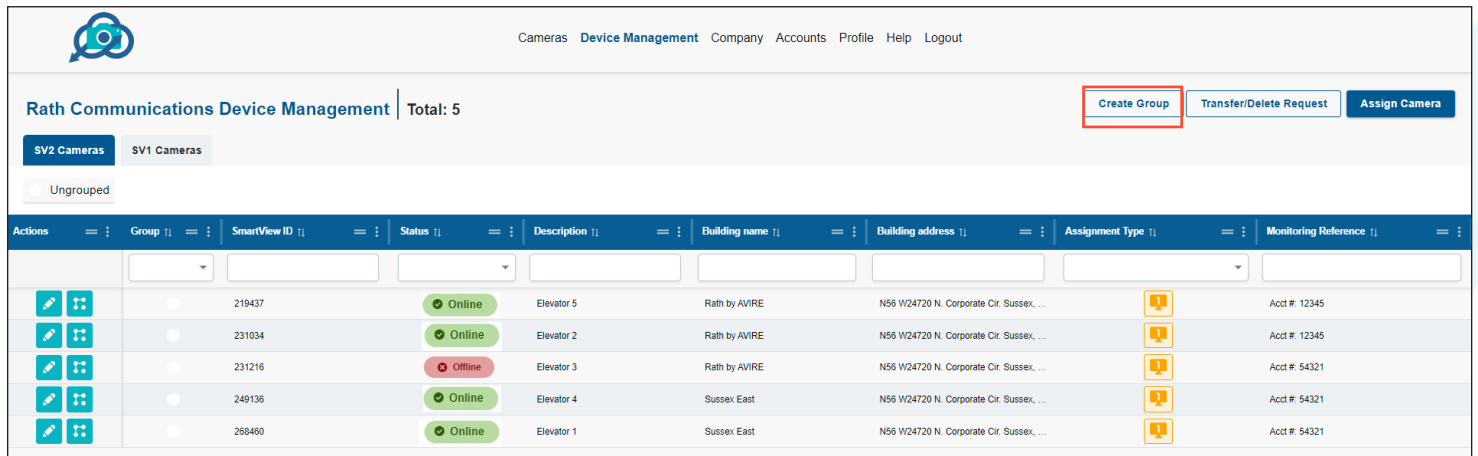 Cameras Device Management Company Accounts Profile Help Logout
Rath Communications Device Management Total: 5
Create Group Transfer/Delete Request Assign Camera
SV2 Cameras SV1 Cameras
Ungrouped
Actions Group SmartView ID Status Description Building name Building address Assignment Type Monitoring Reference
219437 Online Elevator 5 Rath by AVIRE N56 W24720 N. Corporate Cir. Sussex, ... 1 Acct #: 12345
231034 Online Elevator 2 Rath by AVIRE N56 W24720 N. Corporate Cir. Sussex, ... 1 Acct #: 12345
231216 Offline Elevator 3 Rath by AVIRE N56 W24720 N. Corporate Cir. Sussex, ... 1 Acct #: 54321
249136 Online Elevator 4 Sussex East N56 W24720 N. Corporate Cir. Sussex, ... 1 Acct #: 54321
268460 Online Elevator 1 Sussex East N56 W24720 N. Corporate Cir. Sussex, ... 1 Acct #: 54321